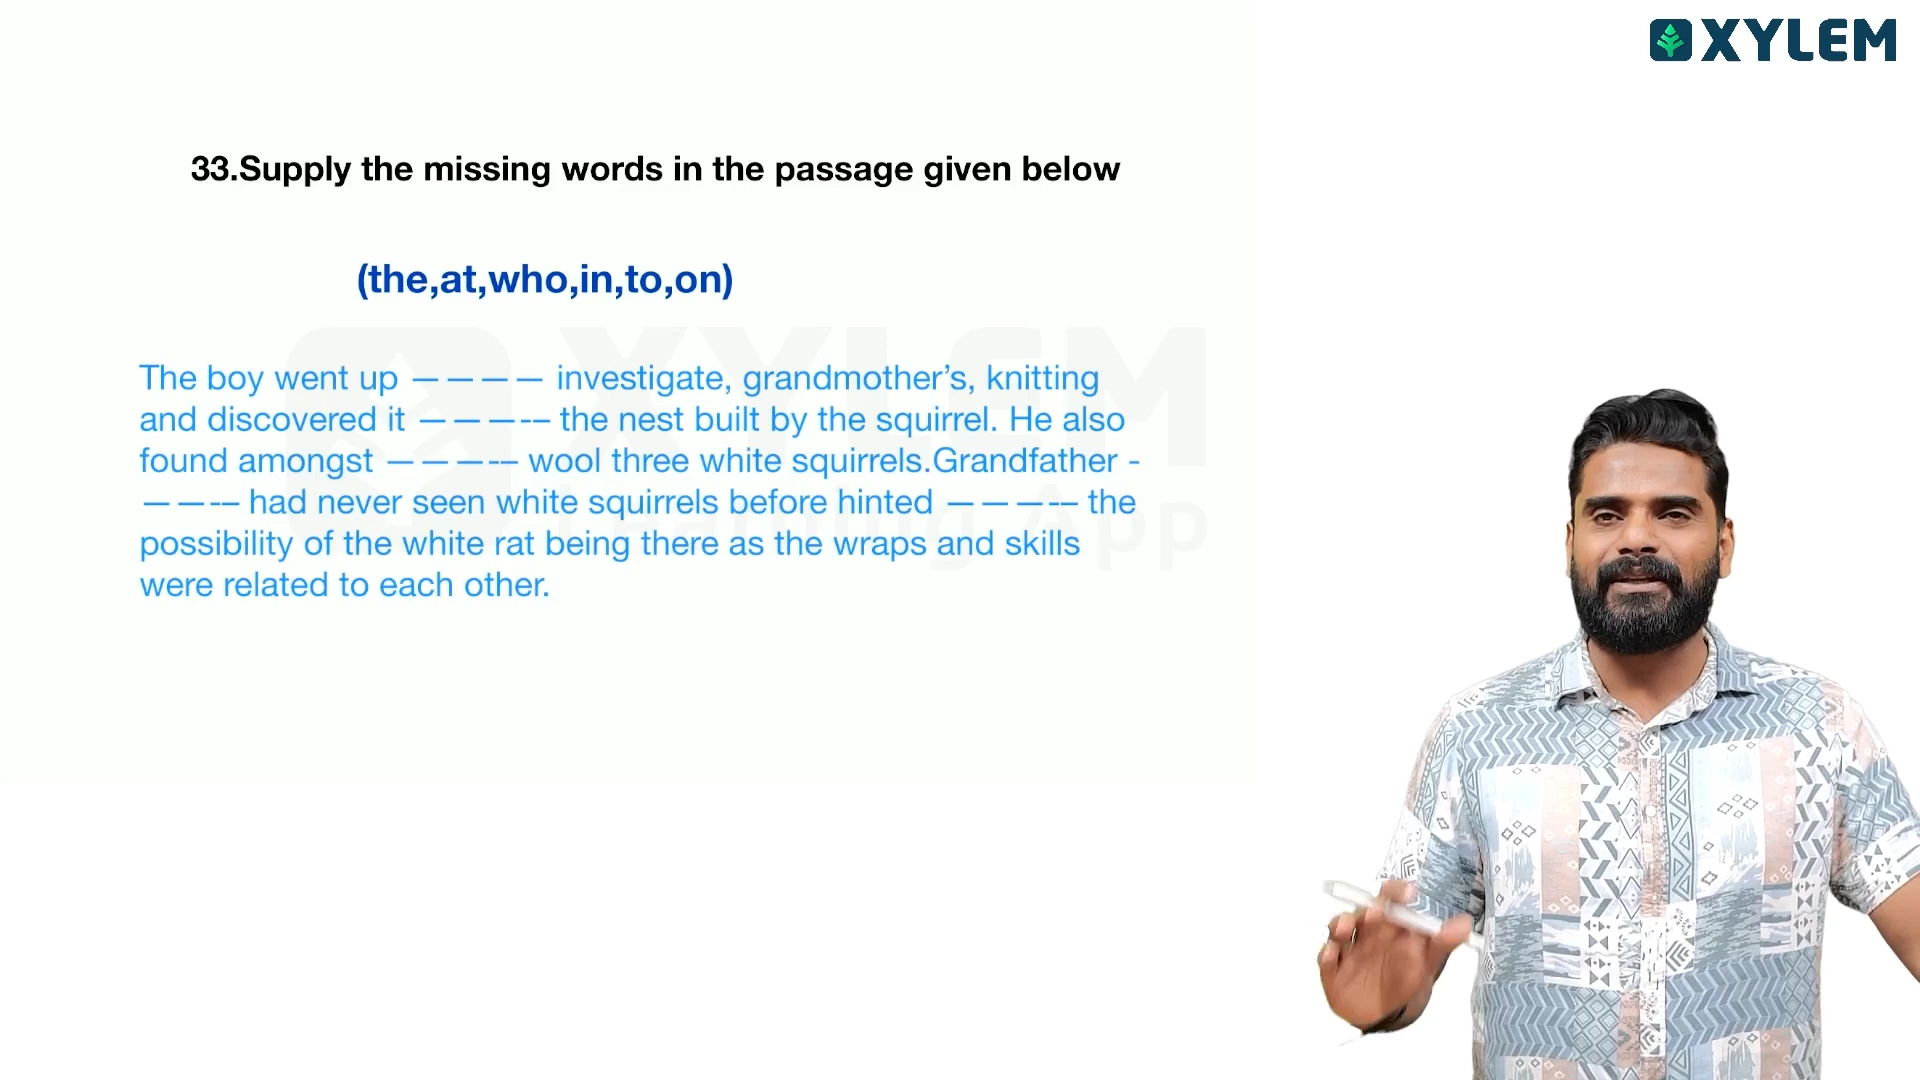 XYLEM
33.Supply the missing words in the passage given below
(the,at,who,in,to,on)
The boy went up ———— investigate, grandmother’s, knitting
and discovered it ———-– the nest built by the squirrel. He also
found amongst ———-– wool three white squirrels.Grandfather -
——-– had never seen white squirrels before hinted ———-– the
possibility of the white rat being there as the wraps and skills
were related to each other.
XYLEM
Learning App